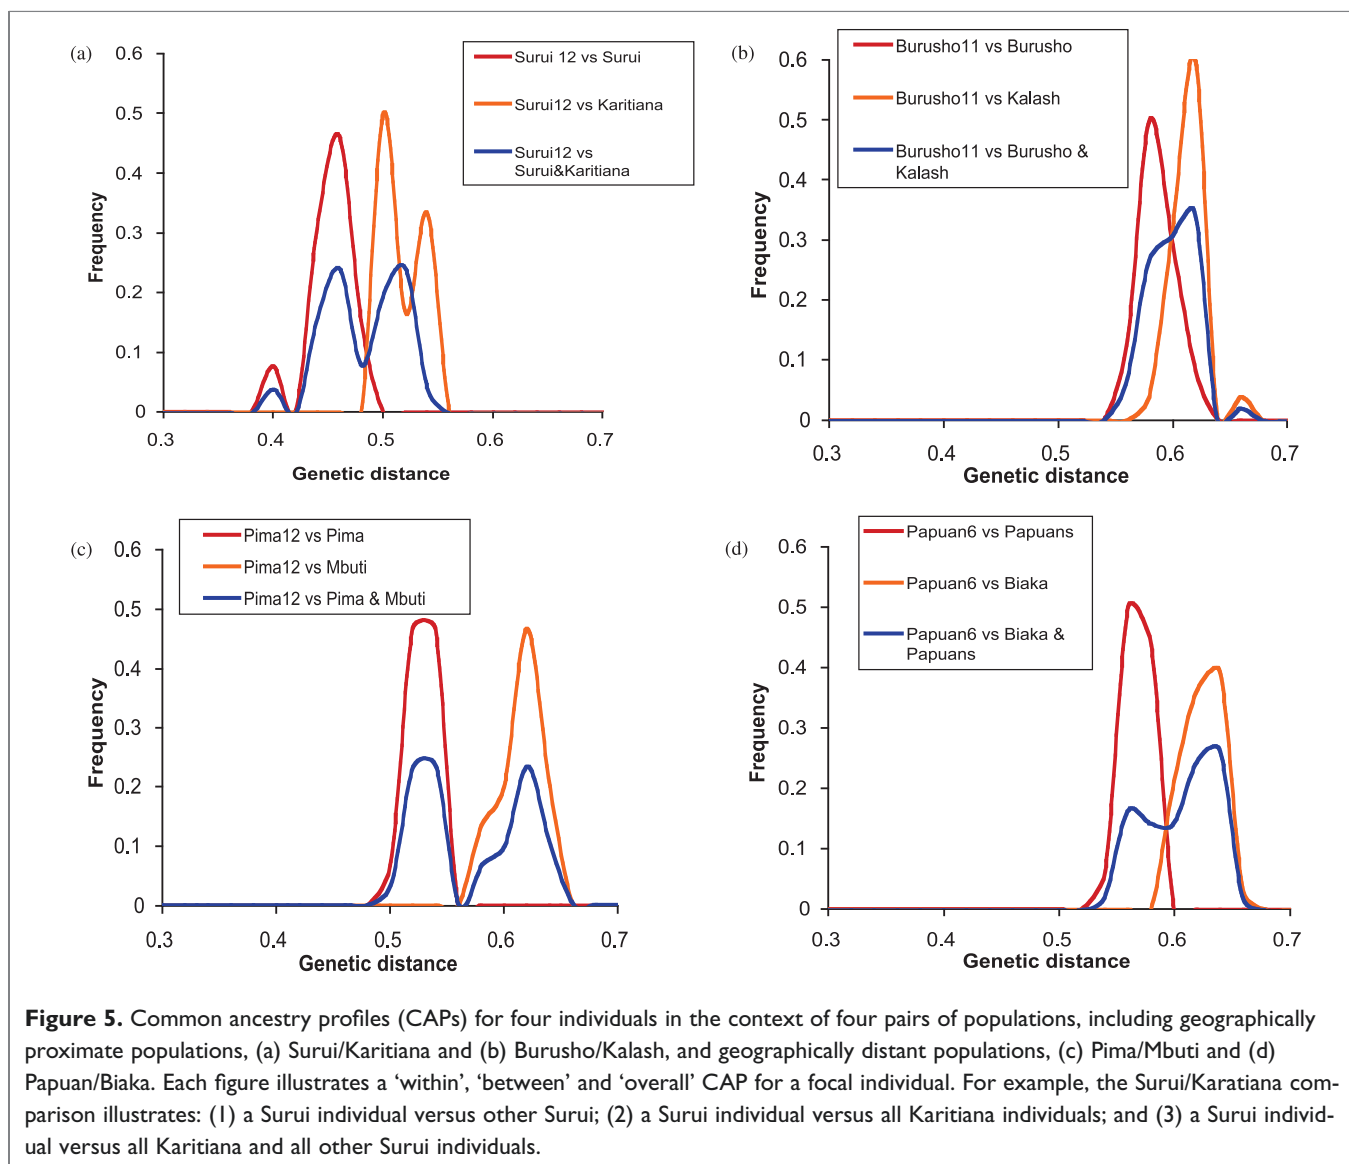 (a)
0.6
0.5
0.4
0.3
0.2
0.1
0
Frequency
0.3
0.4
0.5
0.6
0.7
Genetic distance
Surui 12 vs Surui
Surui12 vs Karitiana
Surui12 vs
Surui&Karitiana
(b)
0.6
0.5
0.4
0.3
0.2
0.1
0
Frequency
0.3
0.4
0.5
0.6
0.7
Genetic distance
Burusho11 vs Burusho
Burusho11 vs Kalash
Burusho11 vs Burusho &
Kalash
(c)
0.6
0.5
0.4
0.3
0.2
0.1
0
Frequency
0.3
0.4
0.5
0.6
0.7
Genetic distance
Pima12 vs Pima
Pima12 vs Mbuti
Pima12 vs Pima & Mbuti
(d)
0.6
0.5
0.4
0.3
0.2
0.1
0
Frequency
0.3
0.4
0.5
0.6
0.7
Genetic distance
Papuan6 vs Papuans
Papuan6 vs Biaka
Papuan6 vs Biaka &
Papuans
Figure 5. Common ancestry profiles (CAPs) for four individuals in the context of four pairs of populations, including geographically
proximate populations, (a) Surui/Karitiana and (b) Burusho/Kalash, and geographically distant populations, (c) Pima/Mbuti and (d)
Papuan/Biaka. Each figure illustrates a ‘within’, ‘between’ and ‘overall’ CAP for a focal individual. For example, the Surui/Karatiana com-
parison illustrates: (1) a Surui individual versus other Surui; (2) a Surui individual versus all Karitiana individuals; and (3) a Surui individ-
ual versus all Karitiana and all other Surui individuals.